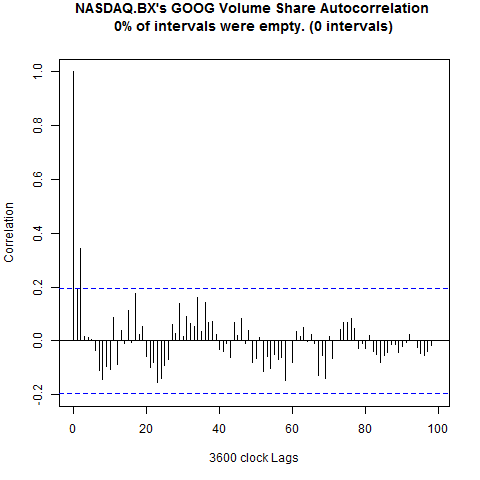 NASDAQ.BX's GOOG Volume Share Autocorrelation
0% of intervals were empty. (0 intervals)
Correlation
1.0
0.8
0.6
0.4
0.2
0.0
-0.2
0 20 40 60 80 100
3600 clock Lags